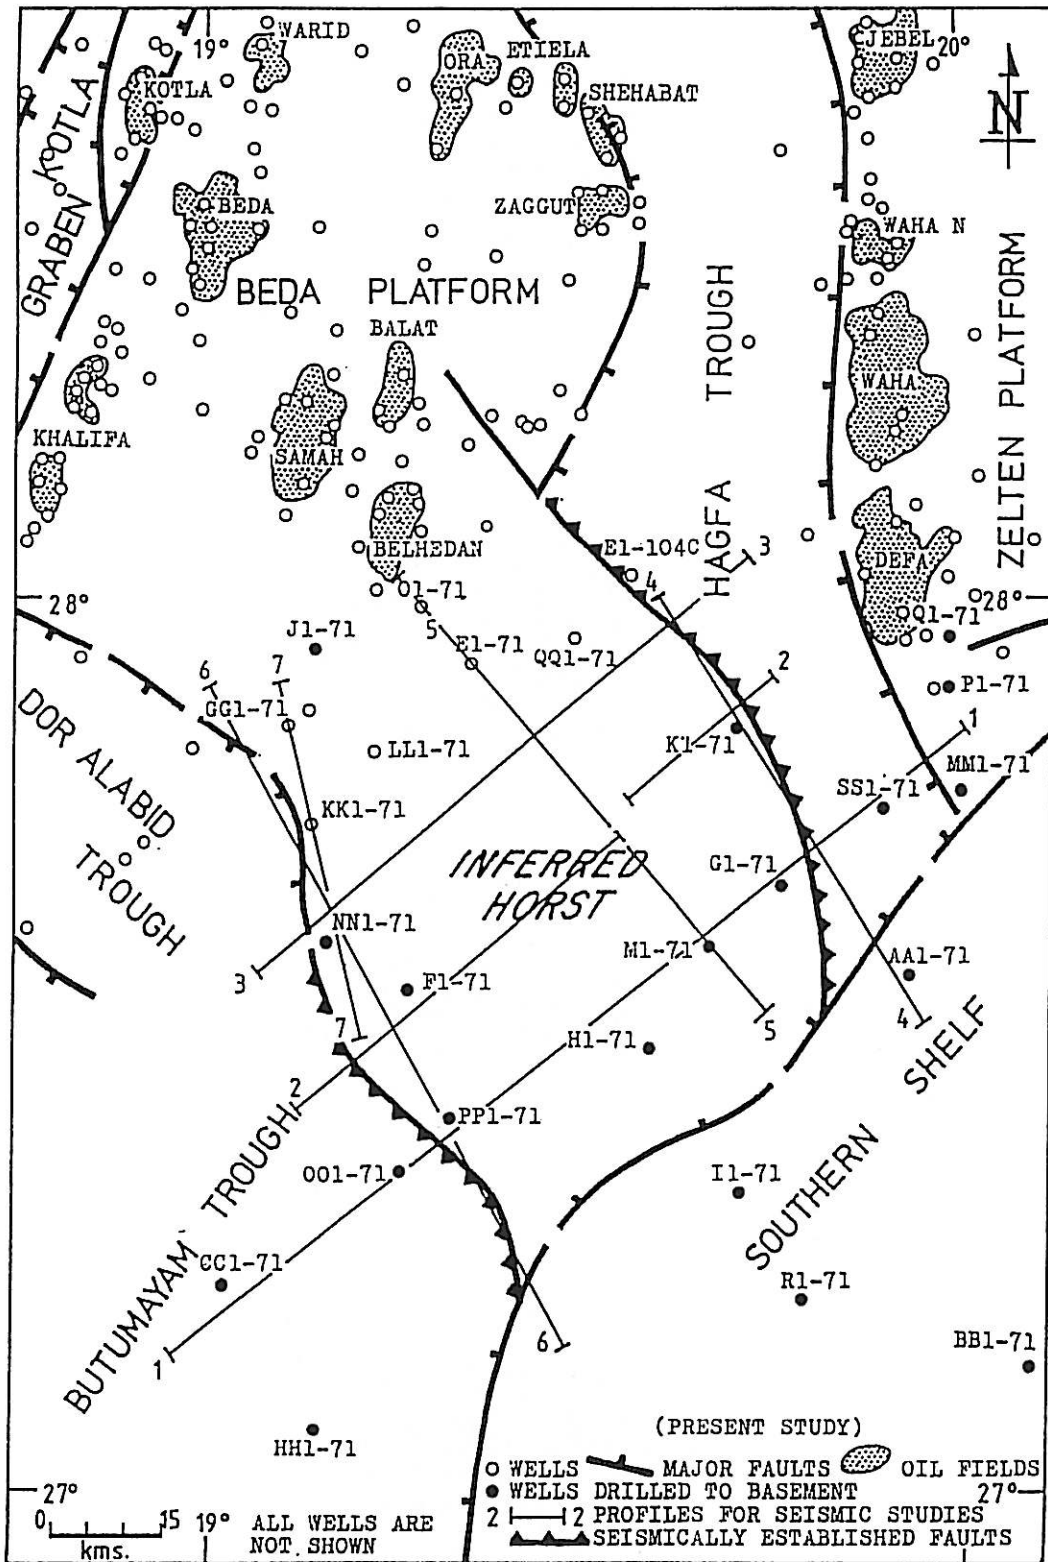 19°
20°
WARID
ETIELA
JEBEL
ORA
KOTLA
SHEHABAT
N
KOTLA
GRABEN
BEDA
ZAGGUT
WAHA N
BEDA PLATFORM
HAGFA TROUGH
ZELTEN PLATFORM
BALAT
WAHA
KHALIFA
SAMAH
BELHEDAN
E1-104C
3
DEFA
28°
O1-71
4
Q1-71
28°
5
J1-71
E1-71
QQ1-71
2
6
7
P1-71
GG1-71
1
DOR ALABID
TROUGH
LL1-71
K1-71
MM1-71
SS1-71
KK1-71
INFERRED
HORST
G1-71
NN1-71
M1-71
AA1-71
3
F1-71
7
5
4
H1-71
2
SOUTHERN SHELF
PP1-71
OO1-71
I1-71
BUTUMAYAM TROUGH
CC1-71
R1-71
1
6
BB1-71
HH1-71
(PRESENT STUDY)
WELLS MAJOR FAULTS OIL FIELDS
27° WELLS DRILLED TO BASEMENT 27°
2 2 PROFILES FOR SEISMIC STUDIES
SEISMICALLY ESTABLISHED FAULTS
0 15
kms.
19°
ALL WELLS ARE
NOT SHOWN